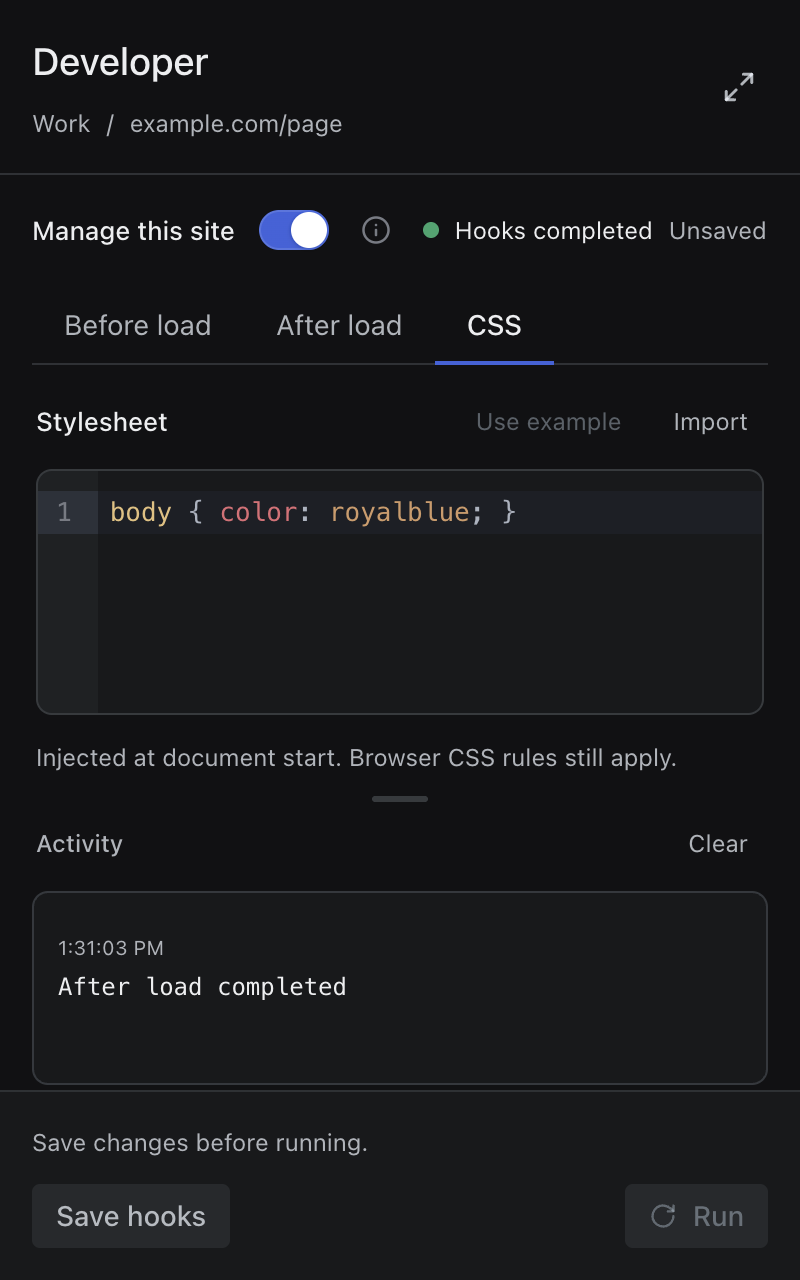 Developer
Work / example.com/page
Manage this site Hooks completed Unsaved
Before load After load CSS
Stylesheet Use example Import
1 body { color: royalblue; }
Injected at document start. Browser CSS rules still apply.
Activity Clear
1:31:03 PM
After load completed
Save changes before running.
Save hooks Run